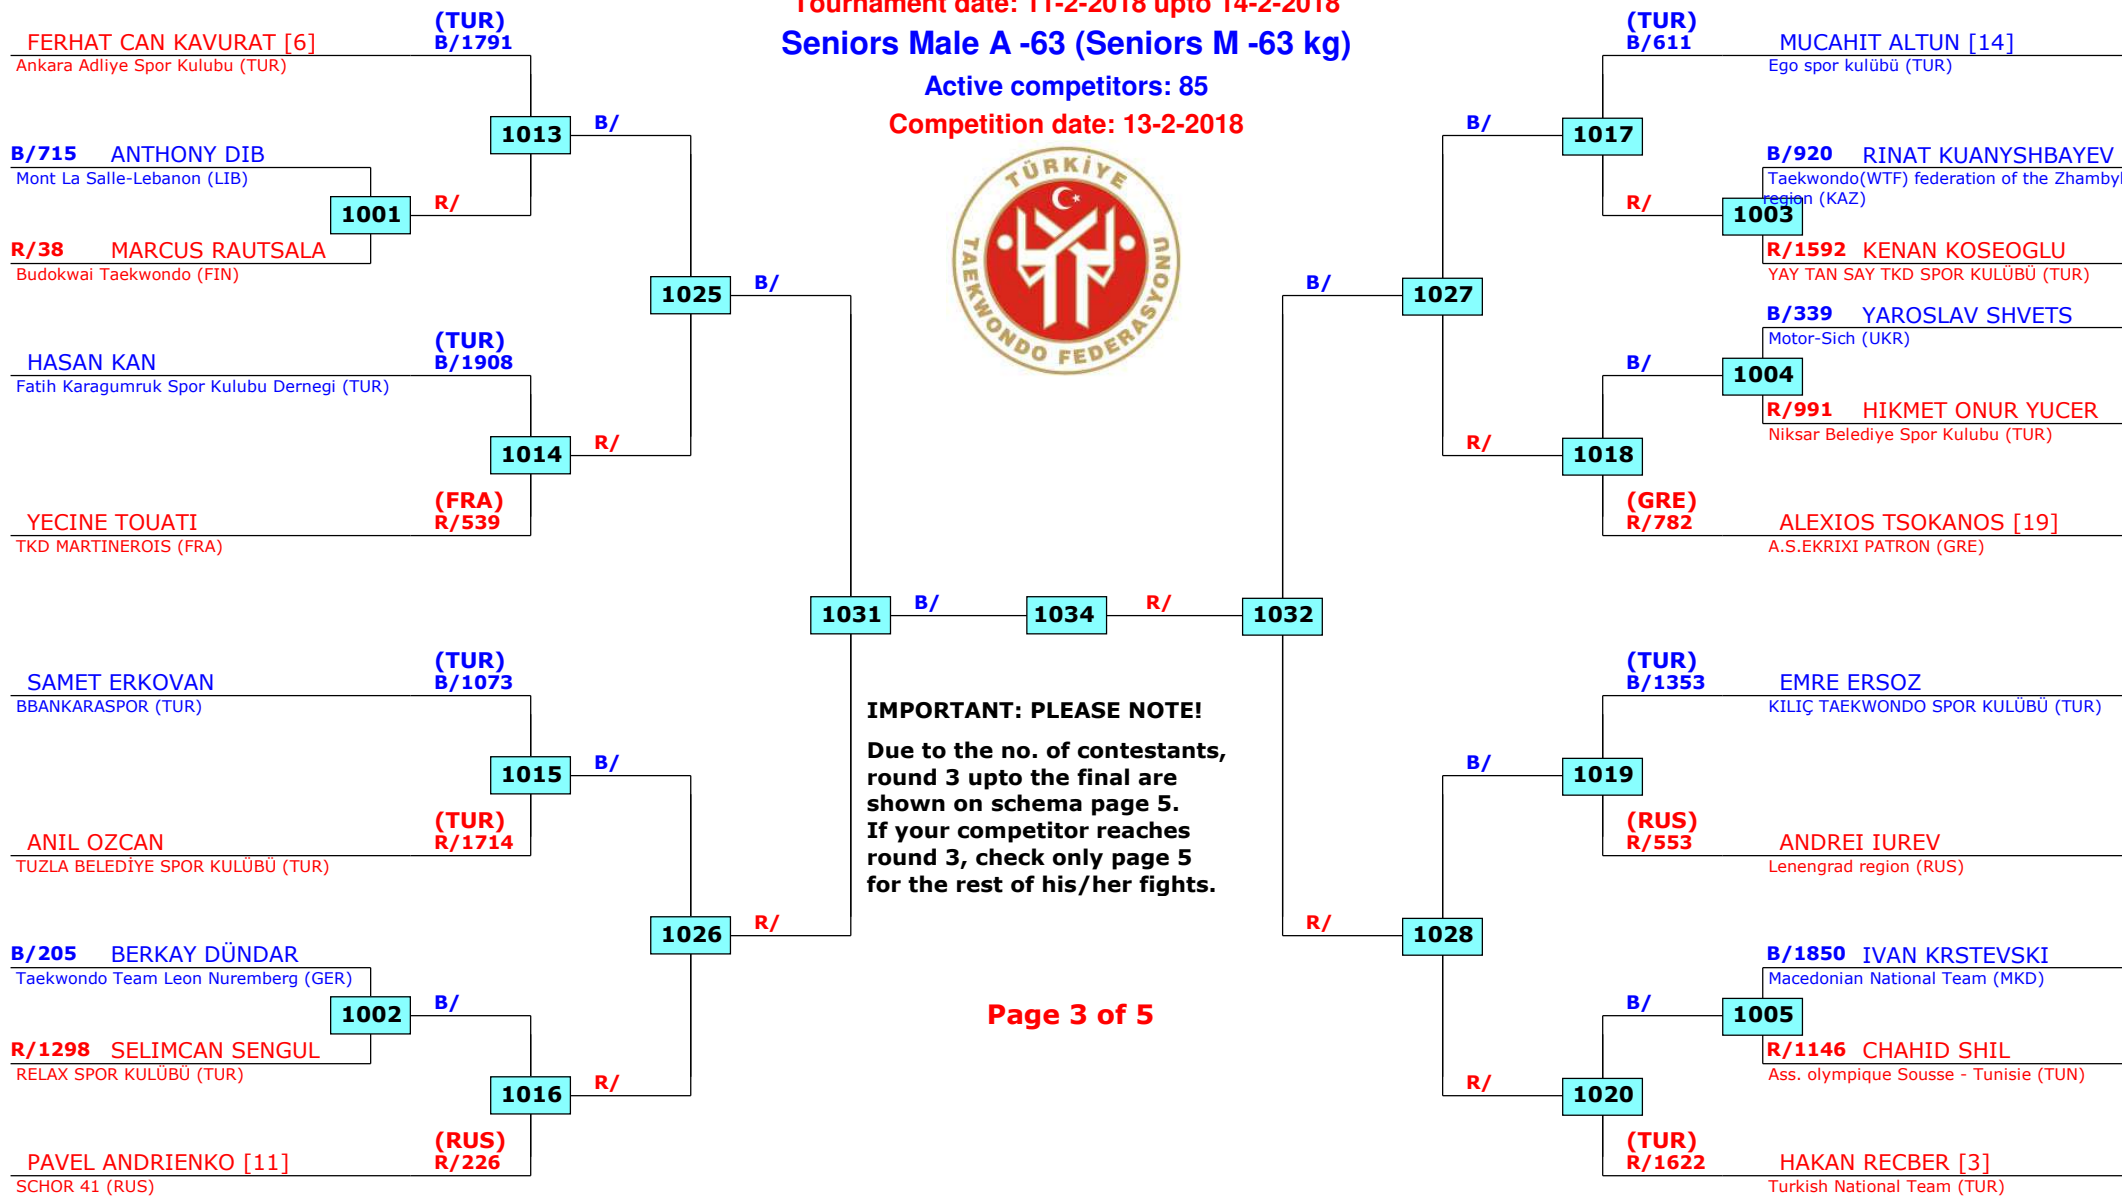 Tournament date: 11-2-2018 upto 14-2-2018
Seniors Male A -63 (Seniors M -63 kg)
Active competitors: 85
Competition date: 13-2-2018
TÜRKİYE
TAEKWONDO FEDERASYONU
(TUR)
FERHAT CAN KAVURAT [6] B/1791
Ankara Adliye Spor Kulubu (TUR)
1013 B/
B/715 ANTHONY DIB
Mont La Salle-Lebanon (LIB)
1001 R/
R/38 MARCUS RAUTSALA
Budokwai Taekwondo (FIN)
1025 B/
(TUR)
HASAN KAN B/1908
Fatih Karagumruk Spor Kulubu Dernegi (TUR)
1014 R/
(FRA)
YECINE TOUATI R/539
TKD MARTINEROIS (FRA)
1031 B/ 1034 R/ 1032
(TUR)
SAMET ERKOVAN B/1073
BBANKARASPOR (TUR)
1015 B/
(TUR)
ANIL OZCAN R/1714
TUZLA BELEDİYE SPOR KULÜBÜ (TUR)
1026 R/
B/205 BERKAY DÜNDAR
Taekwondo Team Leon Nuremberg (GER)
1002 B/
R/1298 SELIMCAN SENGUL
RELAX SPOR KULÜBÜ (TUR)
1016 R/
(RUS)
PAVEL ANDRIENKO [11] R/226
SCHOR 41 (RUS)
IMPORTANT: PLEASE NOTE!
Due to the no. of contestants,
round 3 upto the final are
shown on schema page 5.
If your competitor reaches
round 3, check only page 5
for the rest of his/her fights.
Page 3 of 5
(TUR)
B/611 MUCAHIT ALTUN [14]
Ego spor kulübü (TUR)
B/ 1017
B/920 RINAT KUANYSHBAYEV
Taekwondo(WTF) federation of the Zhambyl
region (KAZ)
R/ 1003
R/1592 KENAN KOSEOGLU
YAY TAN SAY TKD SPOR KULÜBÜ (TUR)
B/ 1027
B/339 YAROSLAV SHVETS
Motor-Sich (UKR)
B/ 1004
R/991 HIKMET ONUR YUCER
Niksar Belediye Spor Kulubu (TUR)
R/ 1018
(GRE)
R/782 ALEXIOS TSOKANOS [19]
A.S.EKRIXI PATRON (GRE)
(TUR)
B/1353 EMRE ERSOZ
KILIÇ TAEKWONDO SPOR KULÜBÜ (TUR)
B/ 1019
(RUS)
R/553 ANDREI IUREV
Lenengrad region (RUS)
R/ 1028
B/1850 IVAN KRSTEVSKI
Macedonian National Team (MKD)
B/ 1005
R/1146 CHAHID SHIL
Ass. olympique Sousse - Tunisie (TUN)
R/ 1020
(TUR)
R/1622 HAKAN RECBER [3]
Turkish National Team (TUR)